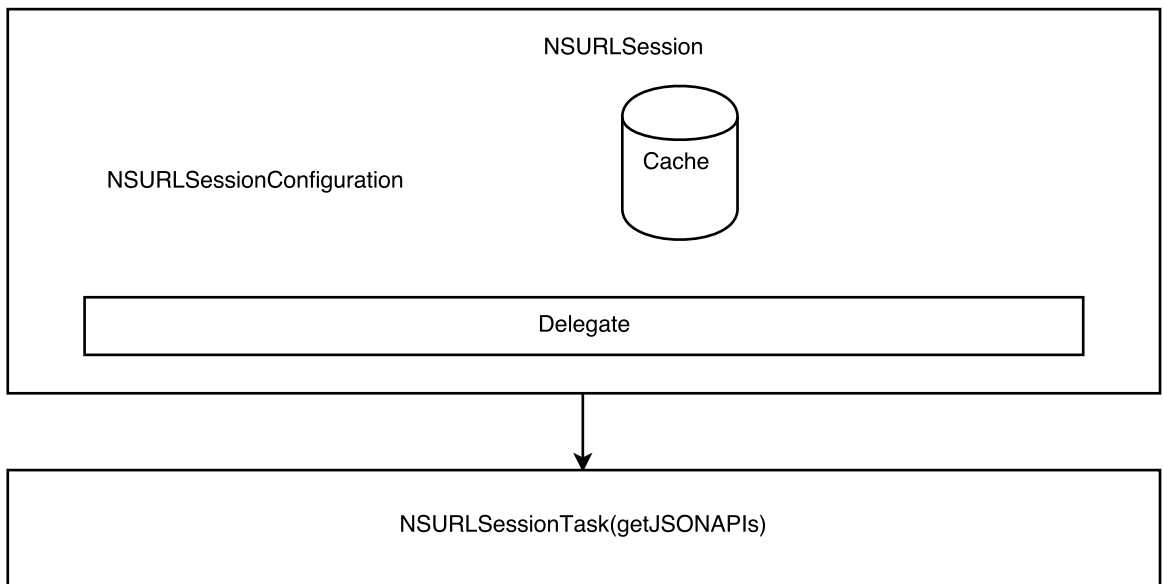 NSURLSession
Cache
NSURLSessionConfiguration
Delegate
NSURLSessionTask(getJSONAPIs)